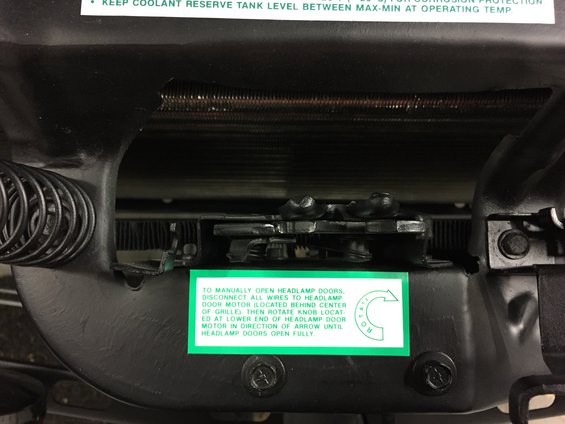 • KEEP COOLANT RESERVE TANK LEVEL BETWEEN MAX-MIN AT OPERATING TEMP.
TO MANUALLY OPEN HEADLAMP DOORS,
DISCONNECT ALL WIRES TO HEADLAMP
DOOR MOTOR (LOCATED BEHIND CENTER
OF GRILLE). THEN ROTATE KNOB LOCAT-
ED AT LOWER END OF HEADLAMP DOOR
MOTOR IN DIRECTION OF ARROW UNTIL
HEADLAMP DOORS OPEN FULLY.
ROTATE